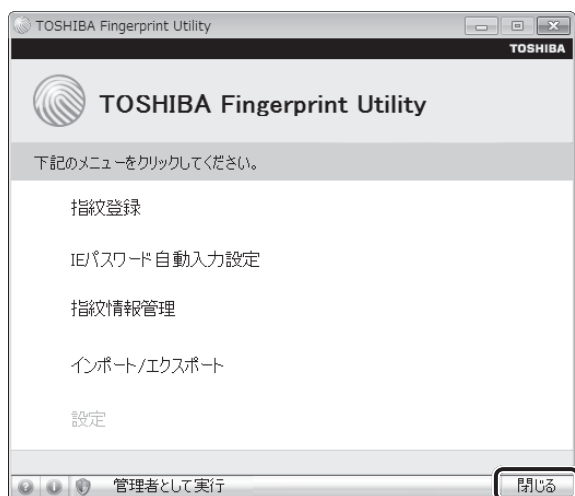 TOSHIBA Fingerprint Utility
TOSHIBA
TOSHIBA Fingerprint Utility
下記のメニューをクリックしてください。
指紋登録
IEパスワード自動入力設定
指紋情報管理
インポート/エクスポート
設定
管理者として実行
閉じる